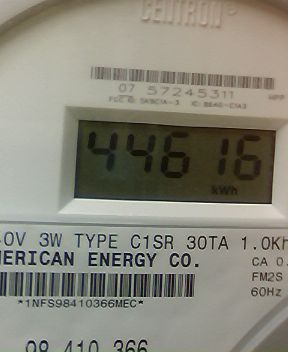 CENTRON®
07 57245311
44616
kWh
0V 3W TYPE C1SR 30TA 1.0Kh
MERICAN ENERGY CO.
CA 0.
FM2S
*1NFS98410366MEC*
60Hz
98 410 366